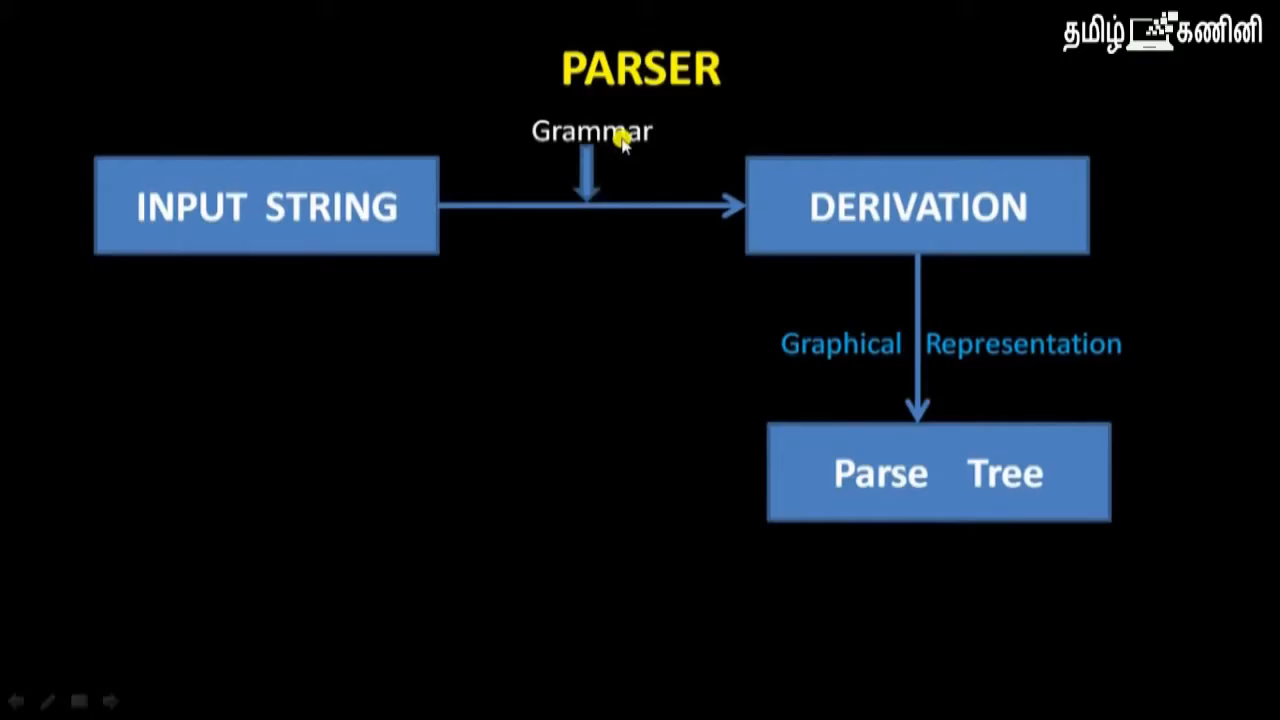 தமிழ் கணினி
PARSER
Grammar
INPUT STRING
DERIVATION
Graphical Representation
Parse Tree